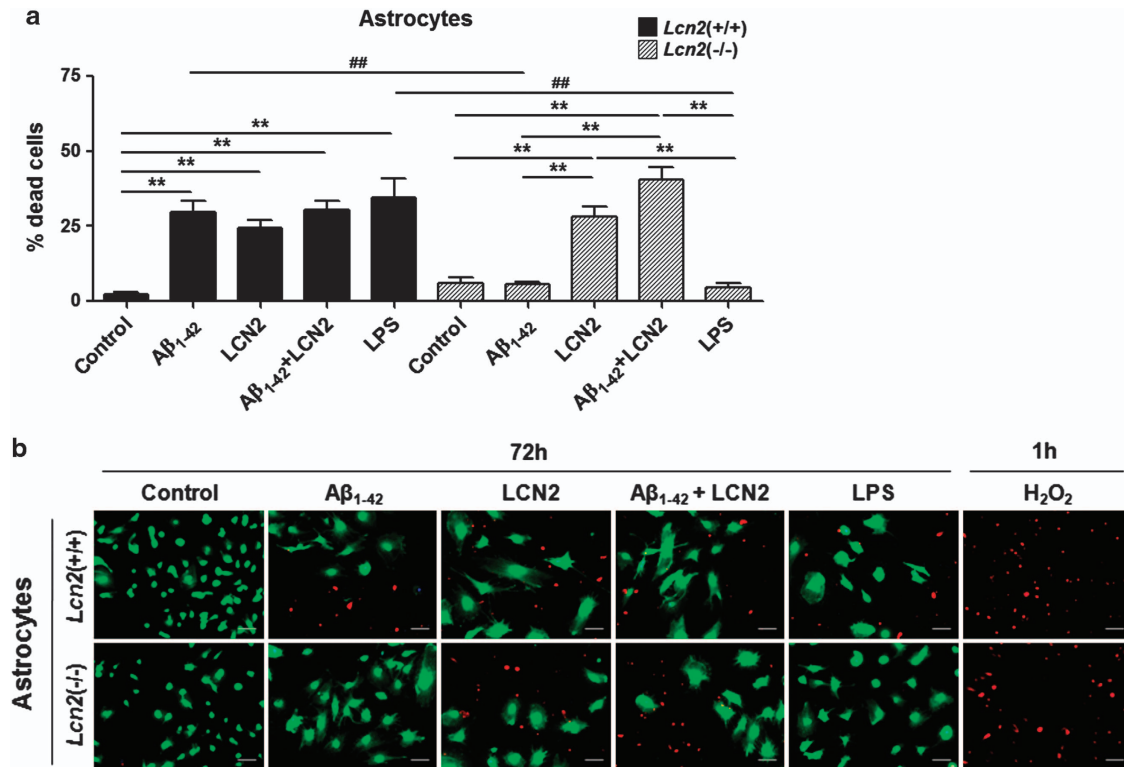 a
Astrocytes
Lcn2(+/+)
Lcn2(-/-)
% dead cells
75
50
25
0
##
##
**
**
**
**
**
**
**
**
**
**
Control
Aβ1-42
LCN2
Aβ1-42+LCN2
LPS
Control
Aβ1-42
LCN2
Aβ1-42+LCN2
LPS
b
72h
1h
Control
Aβ1-42
LCN2
Aβ1-42 + LCN2
LPS
H2O2
Astrocytes
Lcn2(+/+)
Lcn2(-/-)